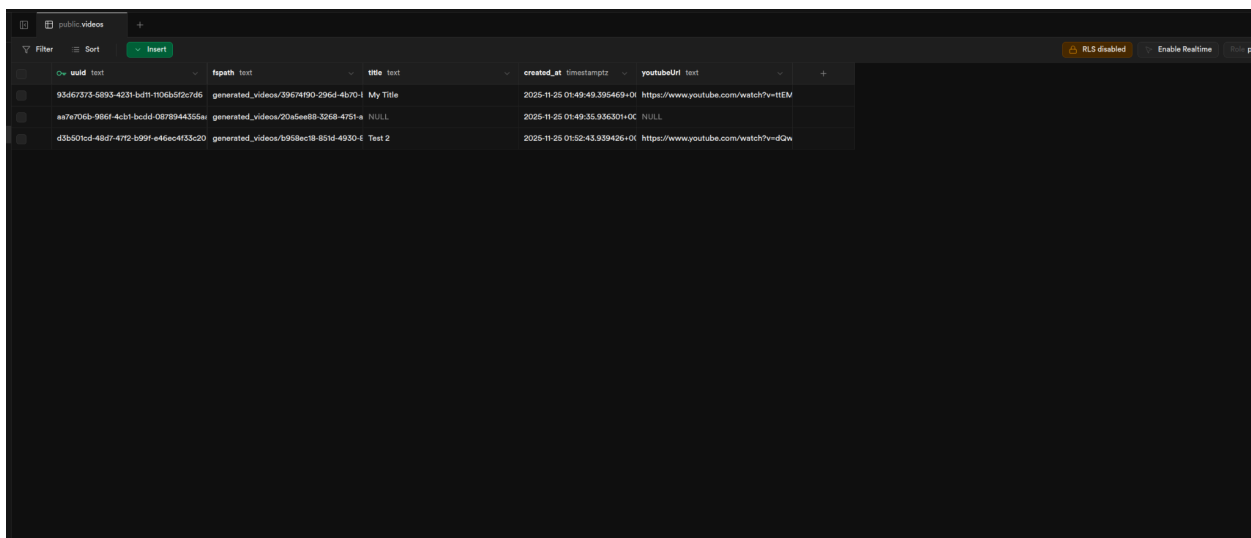 public.videos +
Filter Sort Insert RLS disabled Enable Realtime Role
uuid text fspath text title text created_at timestamptz youtubeUrl text +
93d67373-5893-4231-bd11-1106b5f2c7d6 generated_videos/39674f90-296d-4b70- My Title 2025-11-25 01:49:49.395469+0 https://www.youtube.com/watch?v=ttEM
aa7e706b-986f-4cb1-bcdd-0878944355a generated_videos/20a5ee88-3268-4751-a NULL 2025-11-25 01:49:35.936301+0 NULL
d3b501cd-48d7-47f2-b99f-e46ec4f33c20 generated_videos/b958ec18-851d-4930- Test 2 2025-11-25 01:52:43.939426+0 https://www.youtube.com/watch?v=dQw